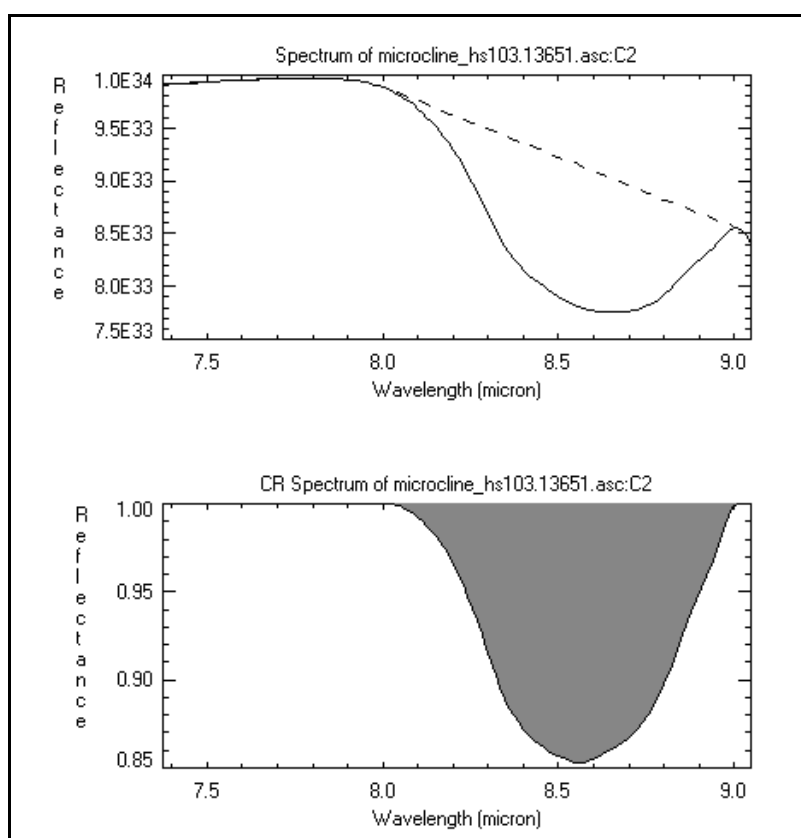 Spectrum of microcline_hs103.13651.asc:C2
Reflectance
1.0E34
9.5E33
9.0E33
8.5E33
8.0E33
7.5E33
7.5 8.0 8.5 9.0
Wavelength (micron)
CR Spectrum of microcline_hs103.13651.asc:C2
Reflectance
1.00
0.95
0.90
0.85
7.5 8.0 8.5 9.0
Wavelength (micron)